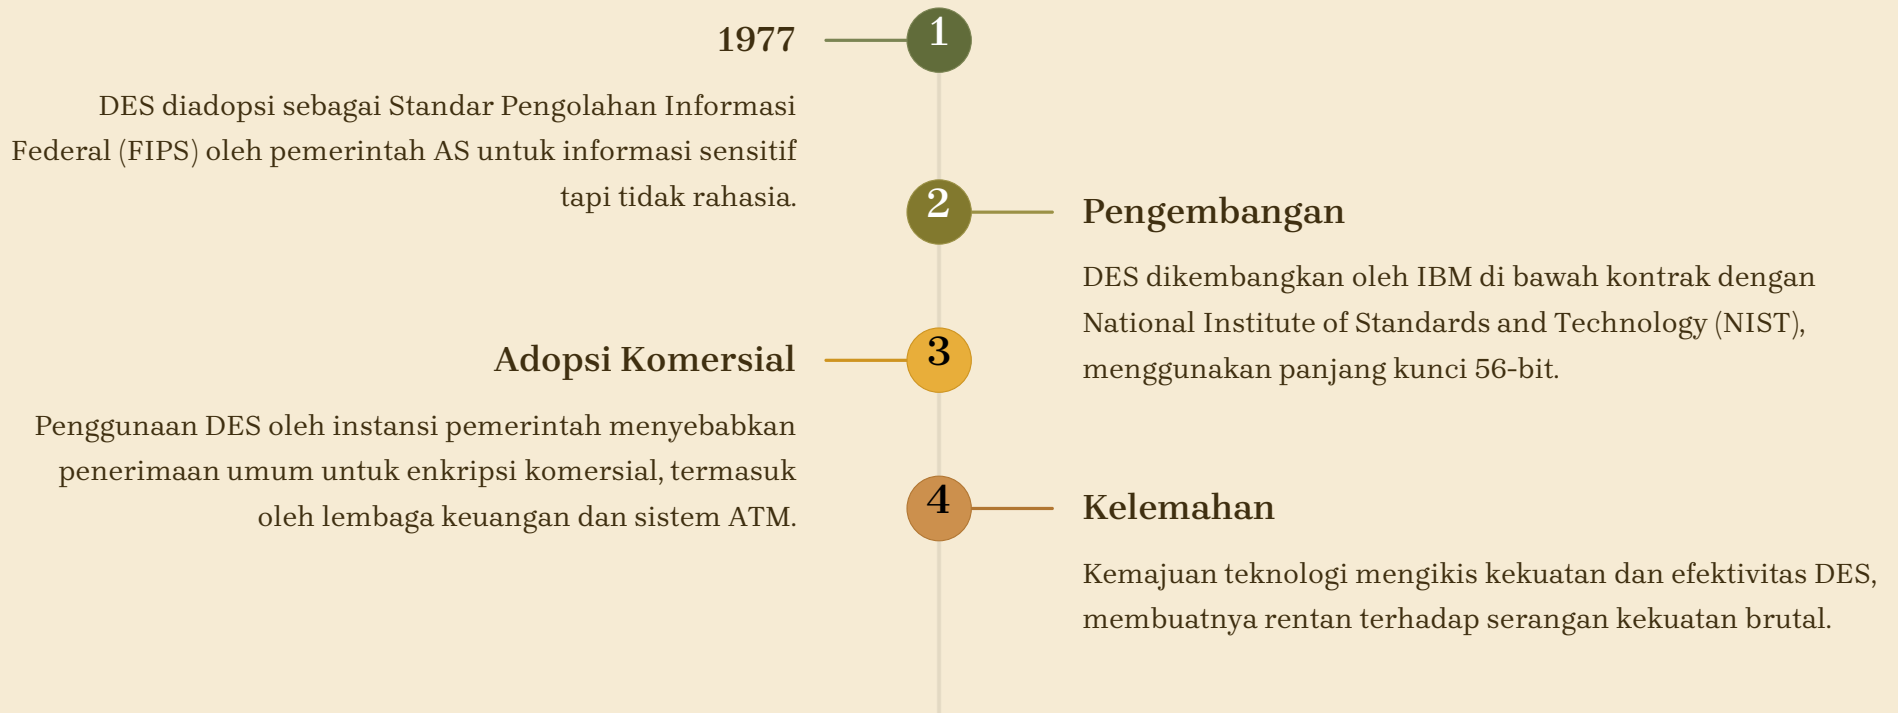 1977
1
DES diadopsi sebagai Standar Pengolahan Informasi
Federal (FIPS) oleh pemerintah AS untuk informasi sensitif
tapi tidak rahasia.
2
Pengembangan
DES dikembangkan oleh IBM di bawah kontrak dengan
National Institute of Standards and Technology (NIST),
menggunakan panjang kunci 56-bit.
Adopsi Komersial
3
Penggunaan DES oleh instansi pemerintah menyebabkan
penerimaan umum untuk enkripsi komersial, termasuk
oleh lembaga keuangan dan sistem ATM.
4
Kelemahan
Kemajuan teknologi mengikis kekuatan dan efektivitas DES,
membuatnya rentan terhadap serangan kekuatan brutal.